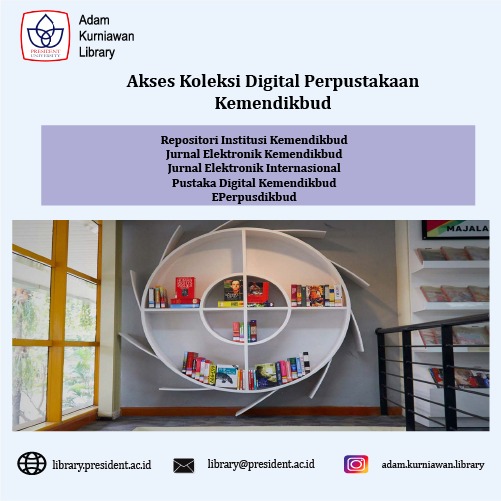 PRESIDENT
UNIVERSITY
Adam
Kurniawan
Library
Akses Koleksi Digital Perpustakaan
Kemendikbud
Repositori Institusi Kemendikbud
Jurnal Elektronik Kemendikbud
Jurnal Elektronik Internasional
Pustaka Digital Kemendikbud
EPerpusdikbud
MAJALA
library.president.ac.id
library@president.ac.id
adam.kurniawan.library